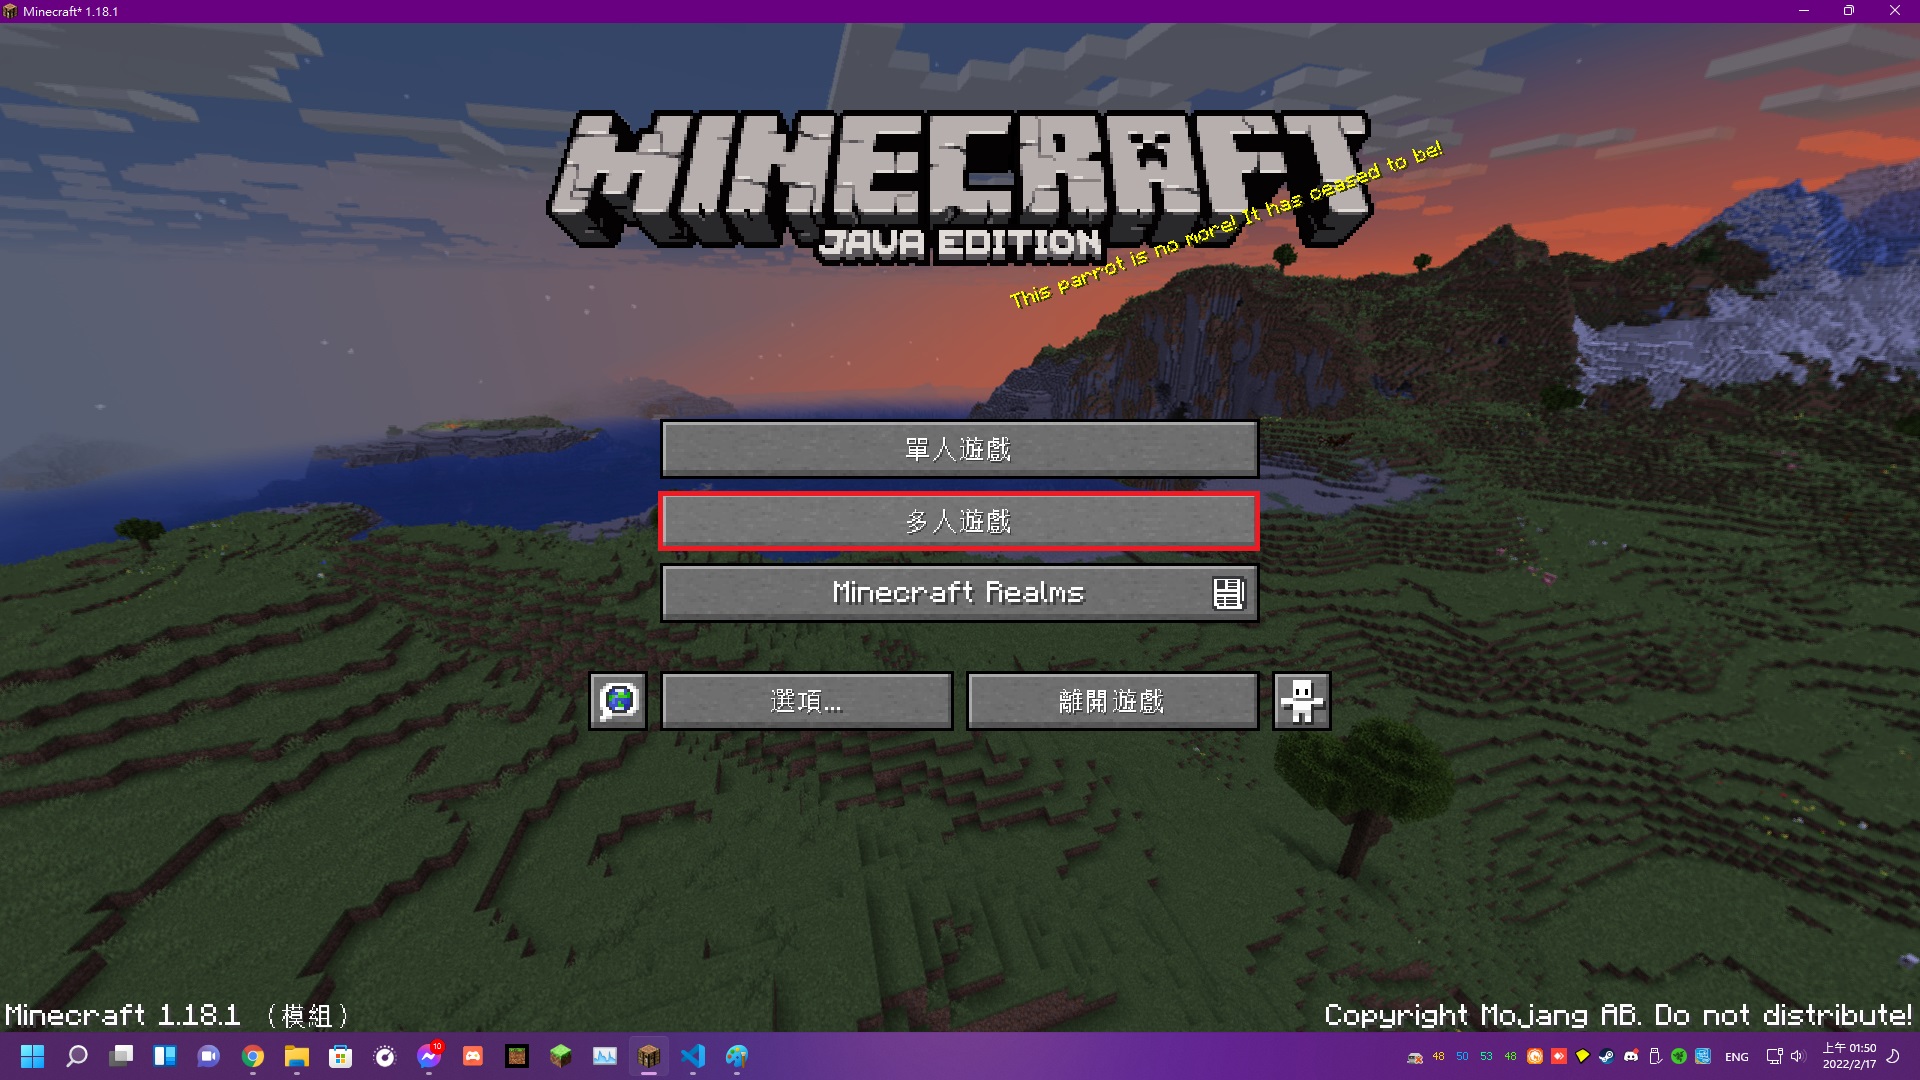 Minecraft* 1.18.1
MINECRAFT
JAVA EDITION
This parrot is no more! It has ceased to be!
單人遊戲
多人遊戲
Minecraft Realms
選項...
離開遊戲
Minecraft 1.18.1 （模組）
Copyright Mojang AB. Do not distribute!
10
48 50 53 48
ENG
上午 01:50
2022/2/17